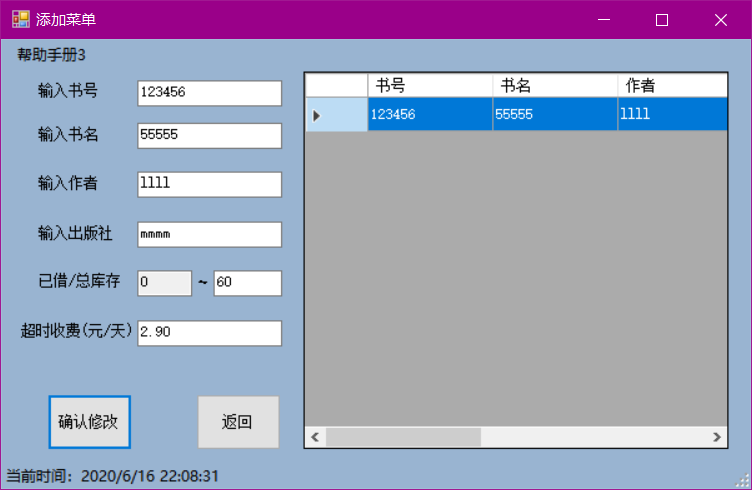 添加菜单
帮助手册3
输入书号 123456
输入书名 55555
输入作者 llll
输入出版社 mmmm
已借/总库存 0 ~ 60
超时收费(元/天) 2.90
确认修改 返回
书号 书名 作者
123456 55555 llll
当前时间: 2020/6/16 22:08:31